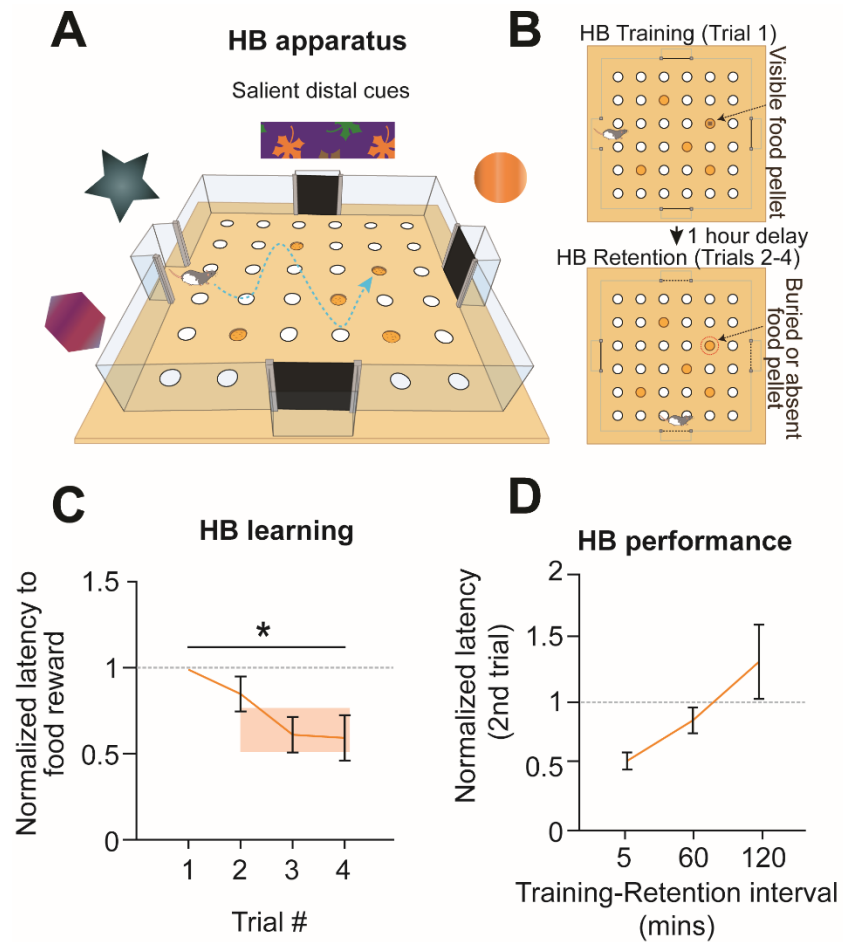 A
HB apparatus
Salient distal cues
B
HB Training (Trial 1)
Visible food pellet
1 hour delay
HB Retention (Trials 2-4)
Buried or absent
food pellet
C
HB learning
Normalized latency to
food reward
1.5
1
0.5
0
*
1
2
3
4
Trial #
D
HB performance
Normalized latency
(2nd trial)
2
1.5
1
0.5
0
5
60
120
Training-Retention interval
(mins)